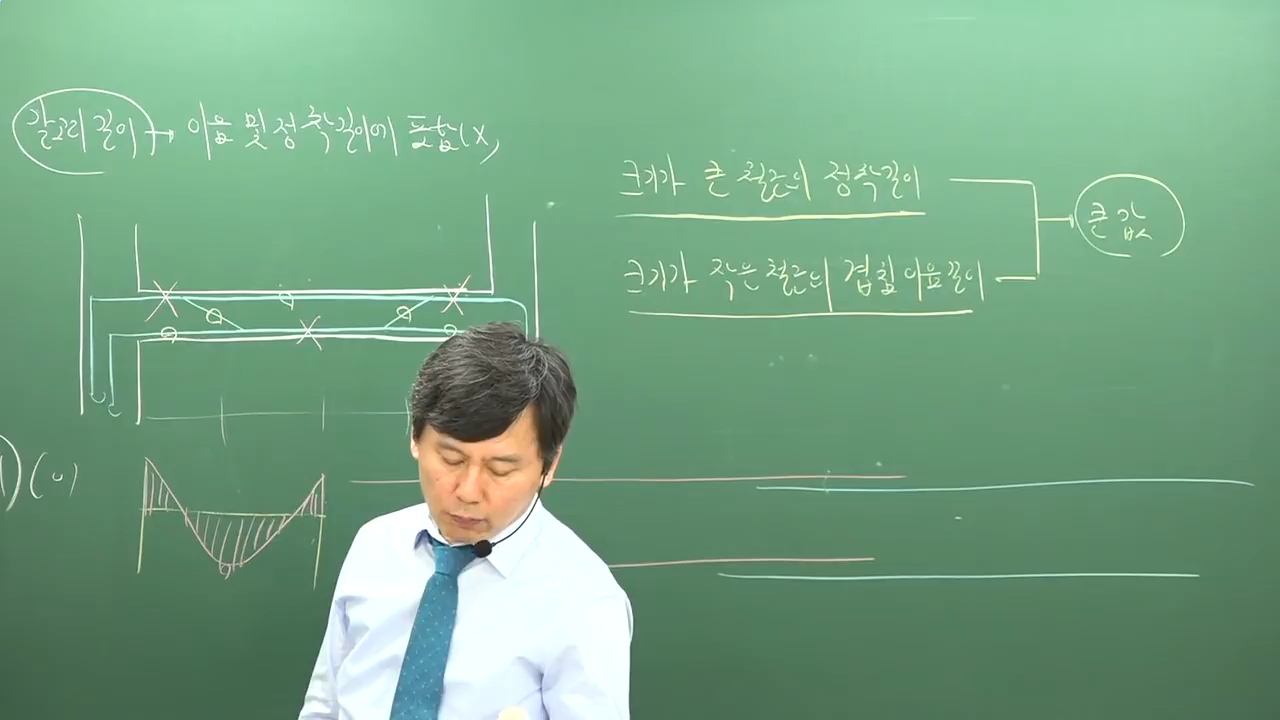 갈고리 길이 → 이음 및 정착길이에 포함(X)
크기가 큰 철근의 정착길이
크기가 작은 철근의 겹침이음길이
큰 값
(0)